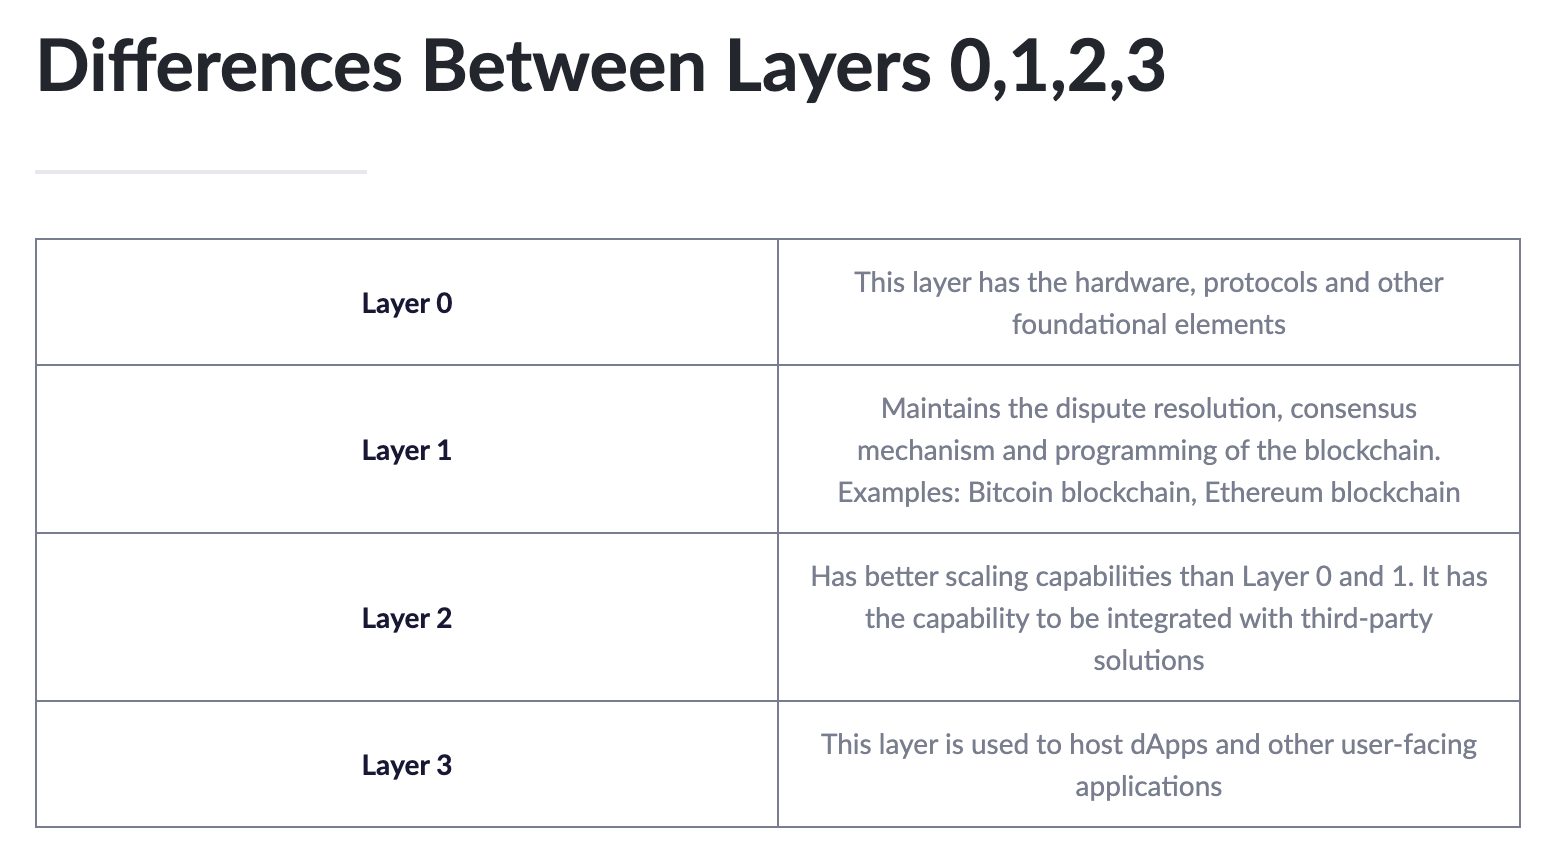 Differences Between Layers 0,1,2,3
Layer 0
This layer has the hardware, protocols and other
foundational elements
Layer 1
Maintains the dispute resolution, consensus
mechanism and programming of the blockchain.
Examples: Bitcoin blockchain, Ethereum blockchain
Layer 2
Has better scaling capabilities than Layer 0 and 1. It has
the capability to be integrated with third-party
solutions
Layer 3
This layer is used to host dApps and other user-facing
applications